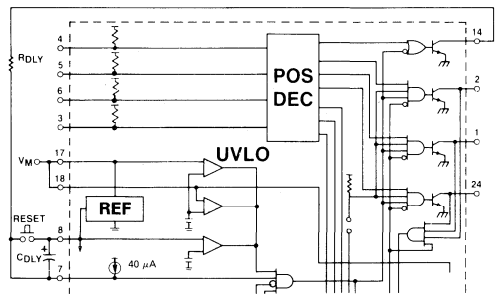 14
4
RDLY
5
POS
DEC
2
6
3
1
UVLO
VM
17
18
24
REF
RESET
8
CDLY
+
7
40 μA